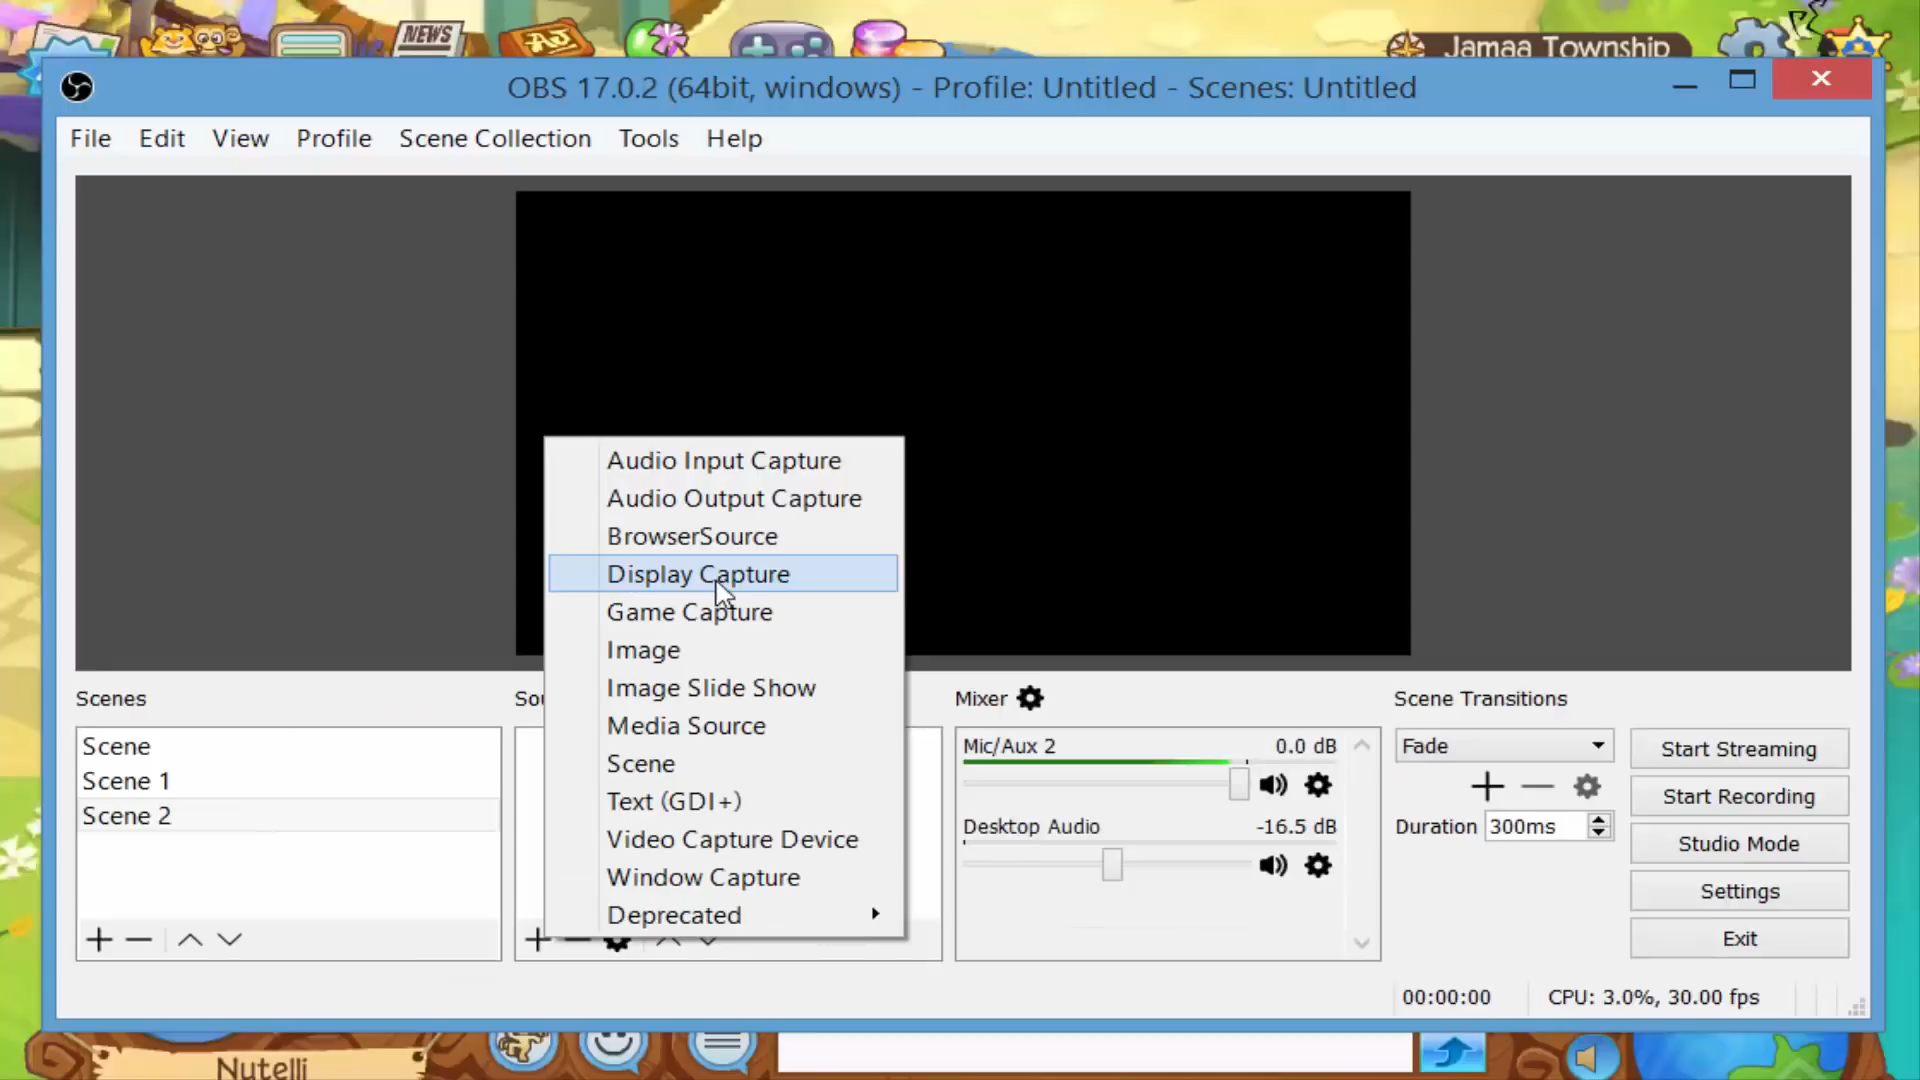 NEWS
AJ
Jamaa Township
OBS 17.0.2 (64bit, windows) - Profile: Untitled - Scenes: Untitled
File Edit View Profile Scene Collection Tools Help
Audio Input Capture
Audio Output Capture
BrowserSource
Display Capture
Game Capture
Image
Image Slide Show
Media Source
Scene
Text (GDI+)
Video Capture Device
Window Capture
Deprecated
Scenes
Scene
Scene 1
Scene 2
Sou
Mixer
Mic/Aux 2 0.0 dB
Desktop Audio -16.5 dB
Scene Transitions
Fade
Duration 300ms
Start Streaming
Start Recording
Studio Mode
Settings
Exit
00:00:00 CPU: 3.0%, 30.00 fps
Nutelli